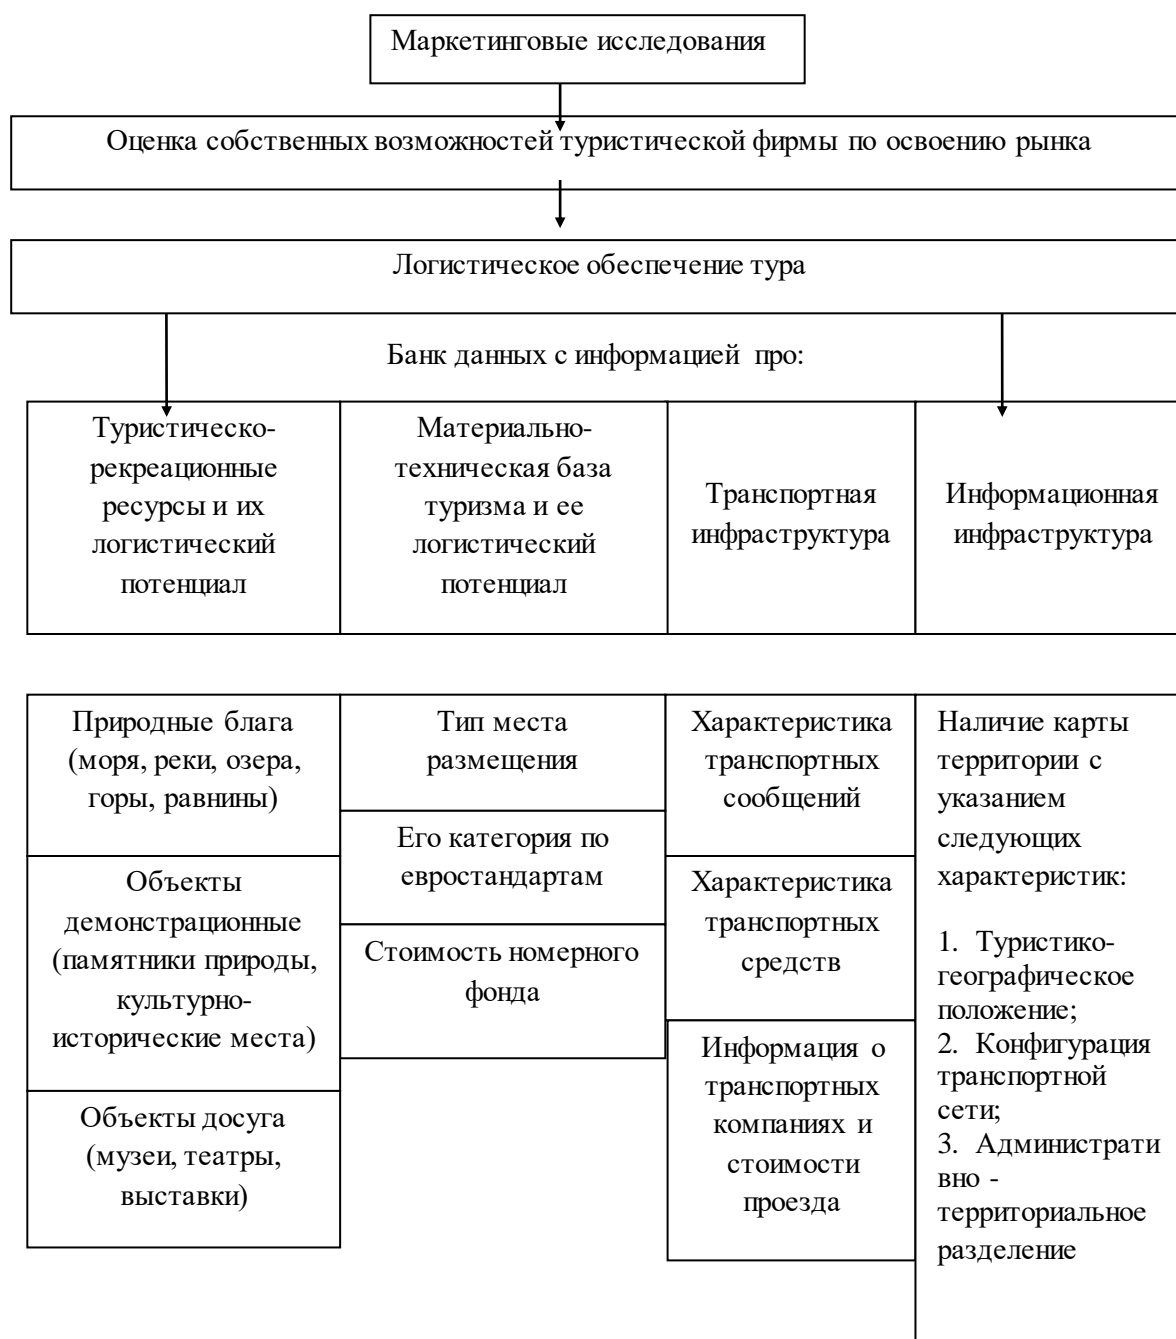 Маркетинговые исследования
Оценка собственных возможностей туристической фирмы по освоению рынка
Логистическое обеспечение тура
Банк данных с информацией про:
Туристическо-
рекреационные
ресурсы и их
логистический
потенциал
Материально-
техническая база
туризма и ее
логистический
потенциал
Транспортная
инфраструктура
Информационная
инфраструктура
Природные блага
(моря, реки, озера,
горы, равнины)
Объекты
демонстрационные
(памятники природы,
культурно-
исторические места)
Объекты досуга
(музеи, театры,
выставки)
Тип места
размещения
Его категория по
евростандартам
Стоимость номерного
фонда
Характеристика
транспортных
сообщений
Характеристика
транспортных
средств
Информация о
транспортных
компаниях и
стоимости
проезда
Наличие карты
территории с
указанием
следующих
характеристик:
1. Туристико-
географическое
положение;
2. Конфигурация
транспортной
сети;
3. Администрати
вно -
территориальное
разделение